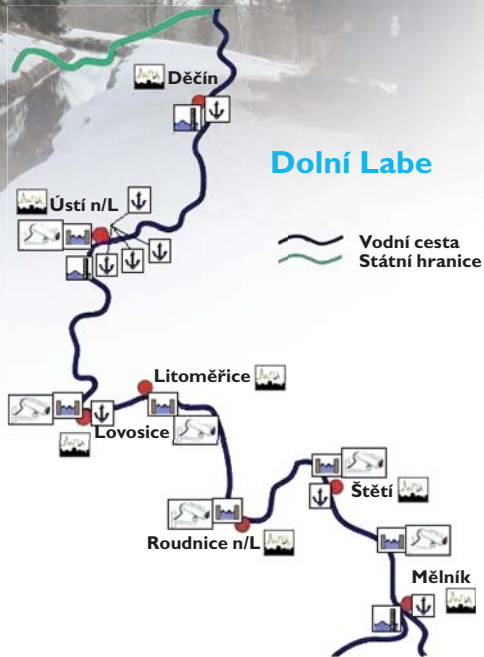 Děčín
Dolní Labe
Ústí n/L
Vodní cesta
Státní hranice
Litoměřice
Lovosice
Štětí
Roudnice n/L
Mělník